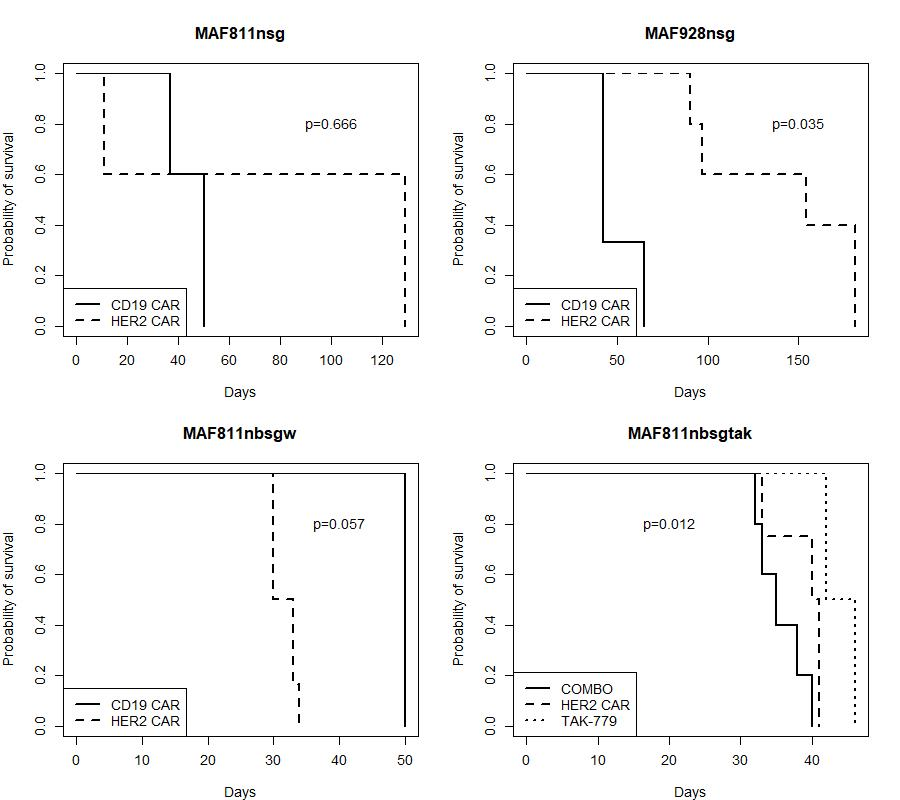 MAF811nsg
Probability of survival
1.0
0.8
0.6
0.4
0.2
0.0
p=0.666
CD19 CAR
HER2 CAR
0 20 40 60 80 100 120
Days
MAF928nsg
Probability of survival
1.0
0.8
0.6
0.4
0.2
0.0
p=0.035
CD19 CAR
HER2 CAR
0 50 100 150
Days
MAF811nbsgw
Probability of survival
1.0
0.8
0.6
0.4
0.2
0.0
p=0.057
CD19 CAR
HER2 CAR
0 10 20 30 40 50
Days
MAF811nbsgtak
Probability of survival
1.0
0.8
0.6
0.4
0.2
0.0
p=0.012
COMBO
HER2 CAR
TAK-779
0 10 20 30 40
Days